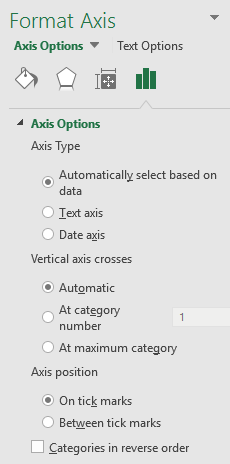 Format Axis
Axis Options Text Options
Axis Options
Axis Type
Automatically select based on
data
Text axis
Date axis
Vertical axis crosses
Automatic
At category
number
1
At maximum category
Axis position
On tick marks
Between tick marks
Categories in reverse order